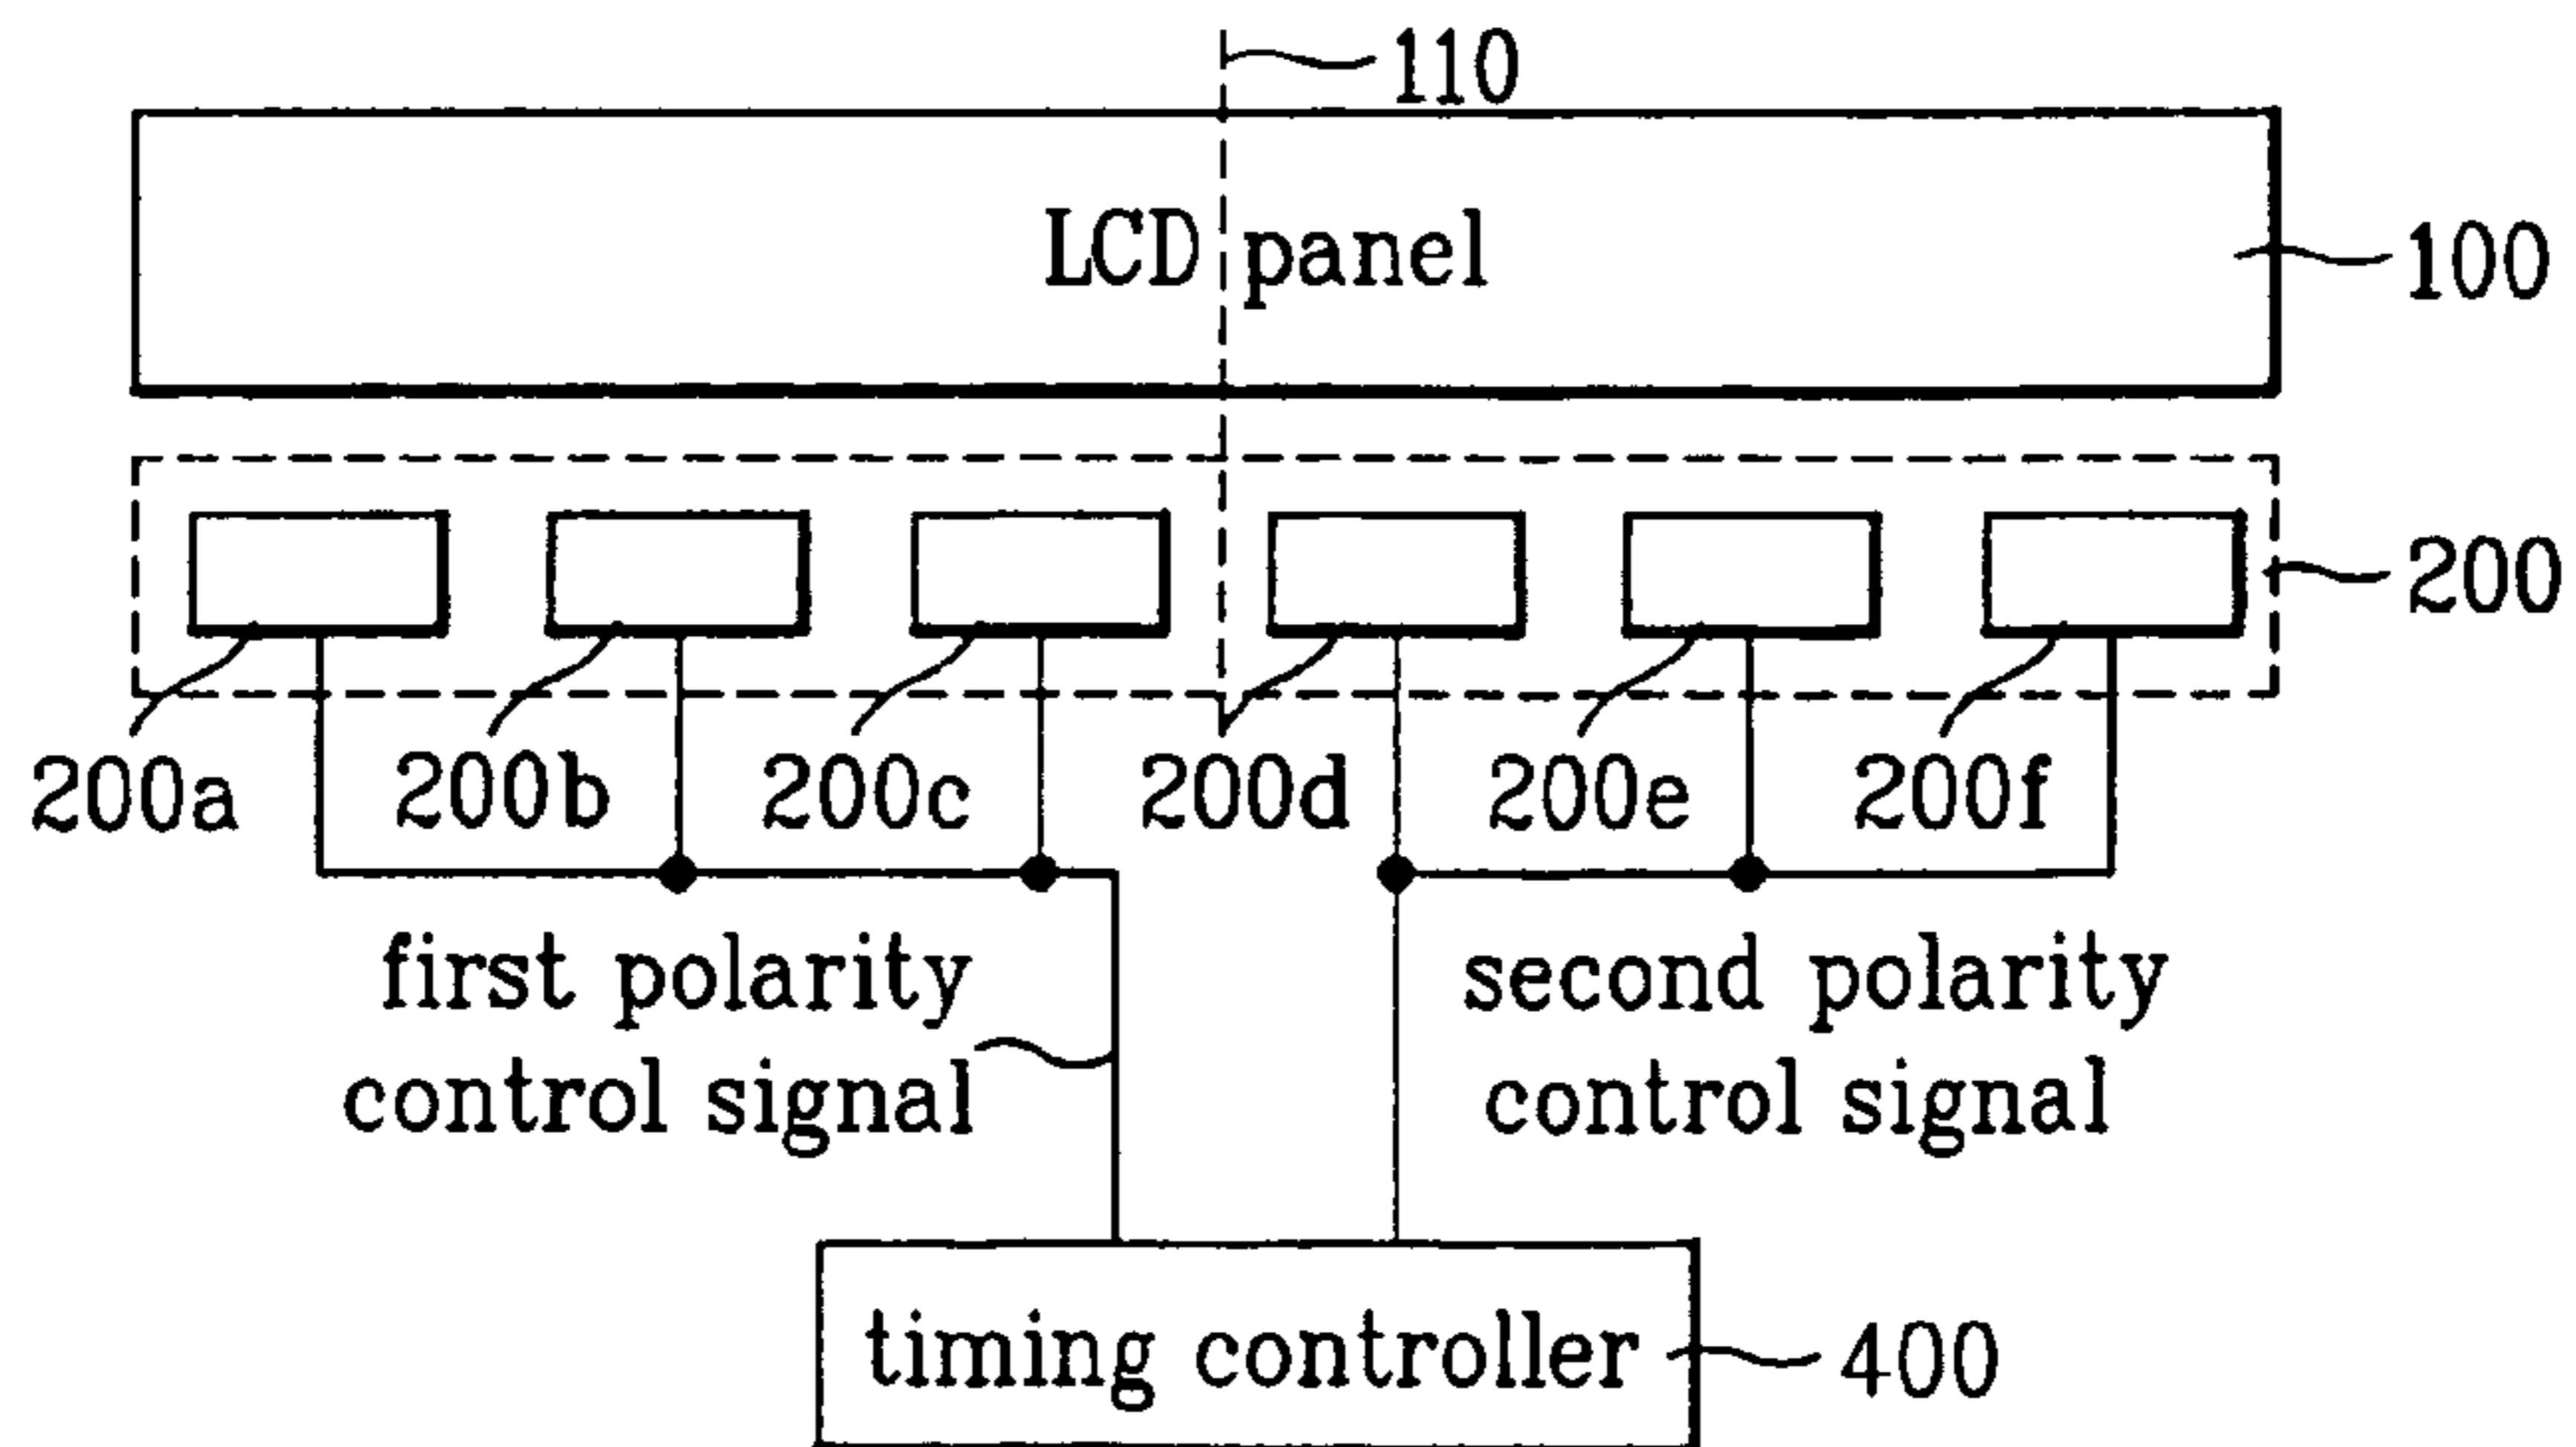 110
LCD panel
100
200
200a
200b
200c
200d
200e
200f
first polarity
control signal
second polarity
control signal
timing controller
400